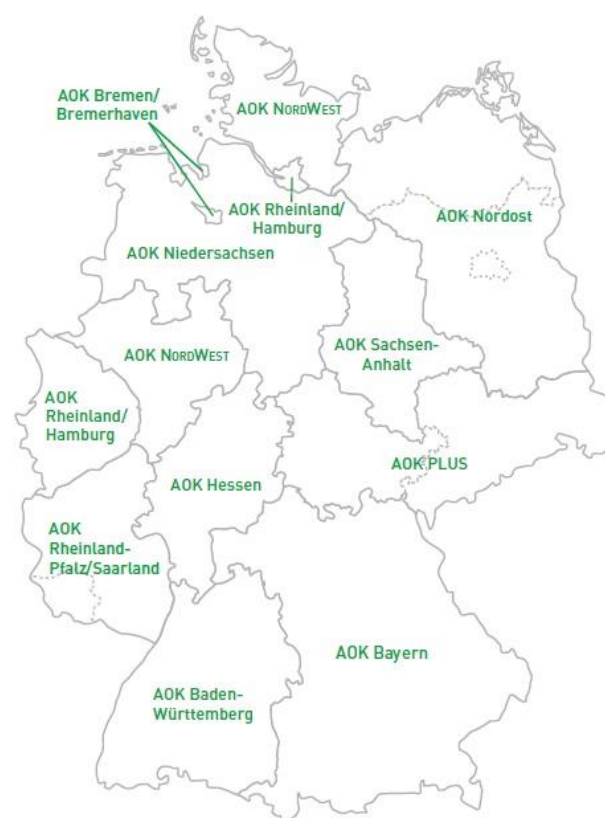 AOK Bremen/
Bremerhaven
AOK NORDWEST
AOK Rheinland/
Hamburg
AOK Nordost
AOK Niedersachsen
AOK Sachsen-
Anhalt
AOK NORDWEST
AOK
Rheinland/
Hamburg
AOK PLUS
AOK Hessen
AOK
Rheinland-
Pfalz/Saarland
AOK Bayern
AOK Baden-
Württemberg